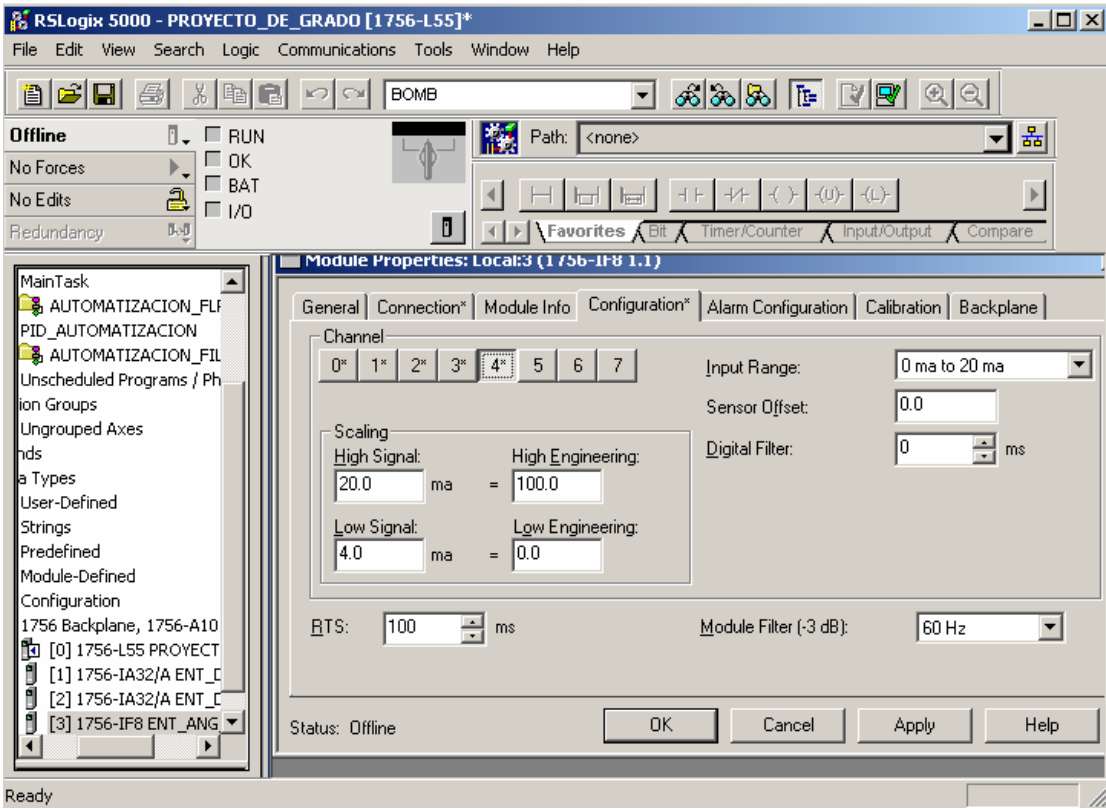 RSLogix 5000 - PROYECTO_DE_GRADO [1756-L55]*
File Edit View Search Logic Communications Tools Window Help
BOMB
Offline
RUN
Path: <none>
No Forces
OK
No Edits
BAT
Redundancy
I/O
Favorites Bit Timer/Counter Input/Output Compare
MainTask
AUTOMATIZACION_FLF
PID_AUTOMATIZACION
AUTOMATIZACION_FIL
Unscheduled Programs / Ph
ion Groups
Ungrouped Axes
nds
a Types
User-Defined
Strings
Predefined
Module-Defined
Configuration
1756 Backplane, 1756-A10
[0] 1756-L55 PROYECT
[1] 1756-IA32/A ENT_D
[2] 1756-IA32/A ENT_D
[3] 1756-IF8 ENT_ANG
Module Properties: Local:3 (1756-IF8 1.1)
General Connection* Module Info Configuration* Alarm Configuration Calibration Backplane
Channel
0* 1* 2* 3* 4* 5 6 7
Input Range: 0 ma to 20 ma
Sensor Offset: 0.0
Digital Filter: 0 ms
Scaling
High Signal: High Engineering:
20.0 ma = 100.0
Low Signal: Low Engineering:
4.0 ma = 0.0
RTS: 100 ms
Module Filter (-3 dB): 60 Hz
Status: Offline
OK Cancel Apply Help
Ready